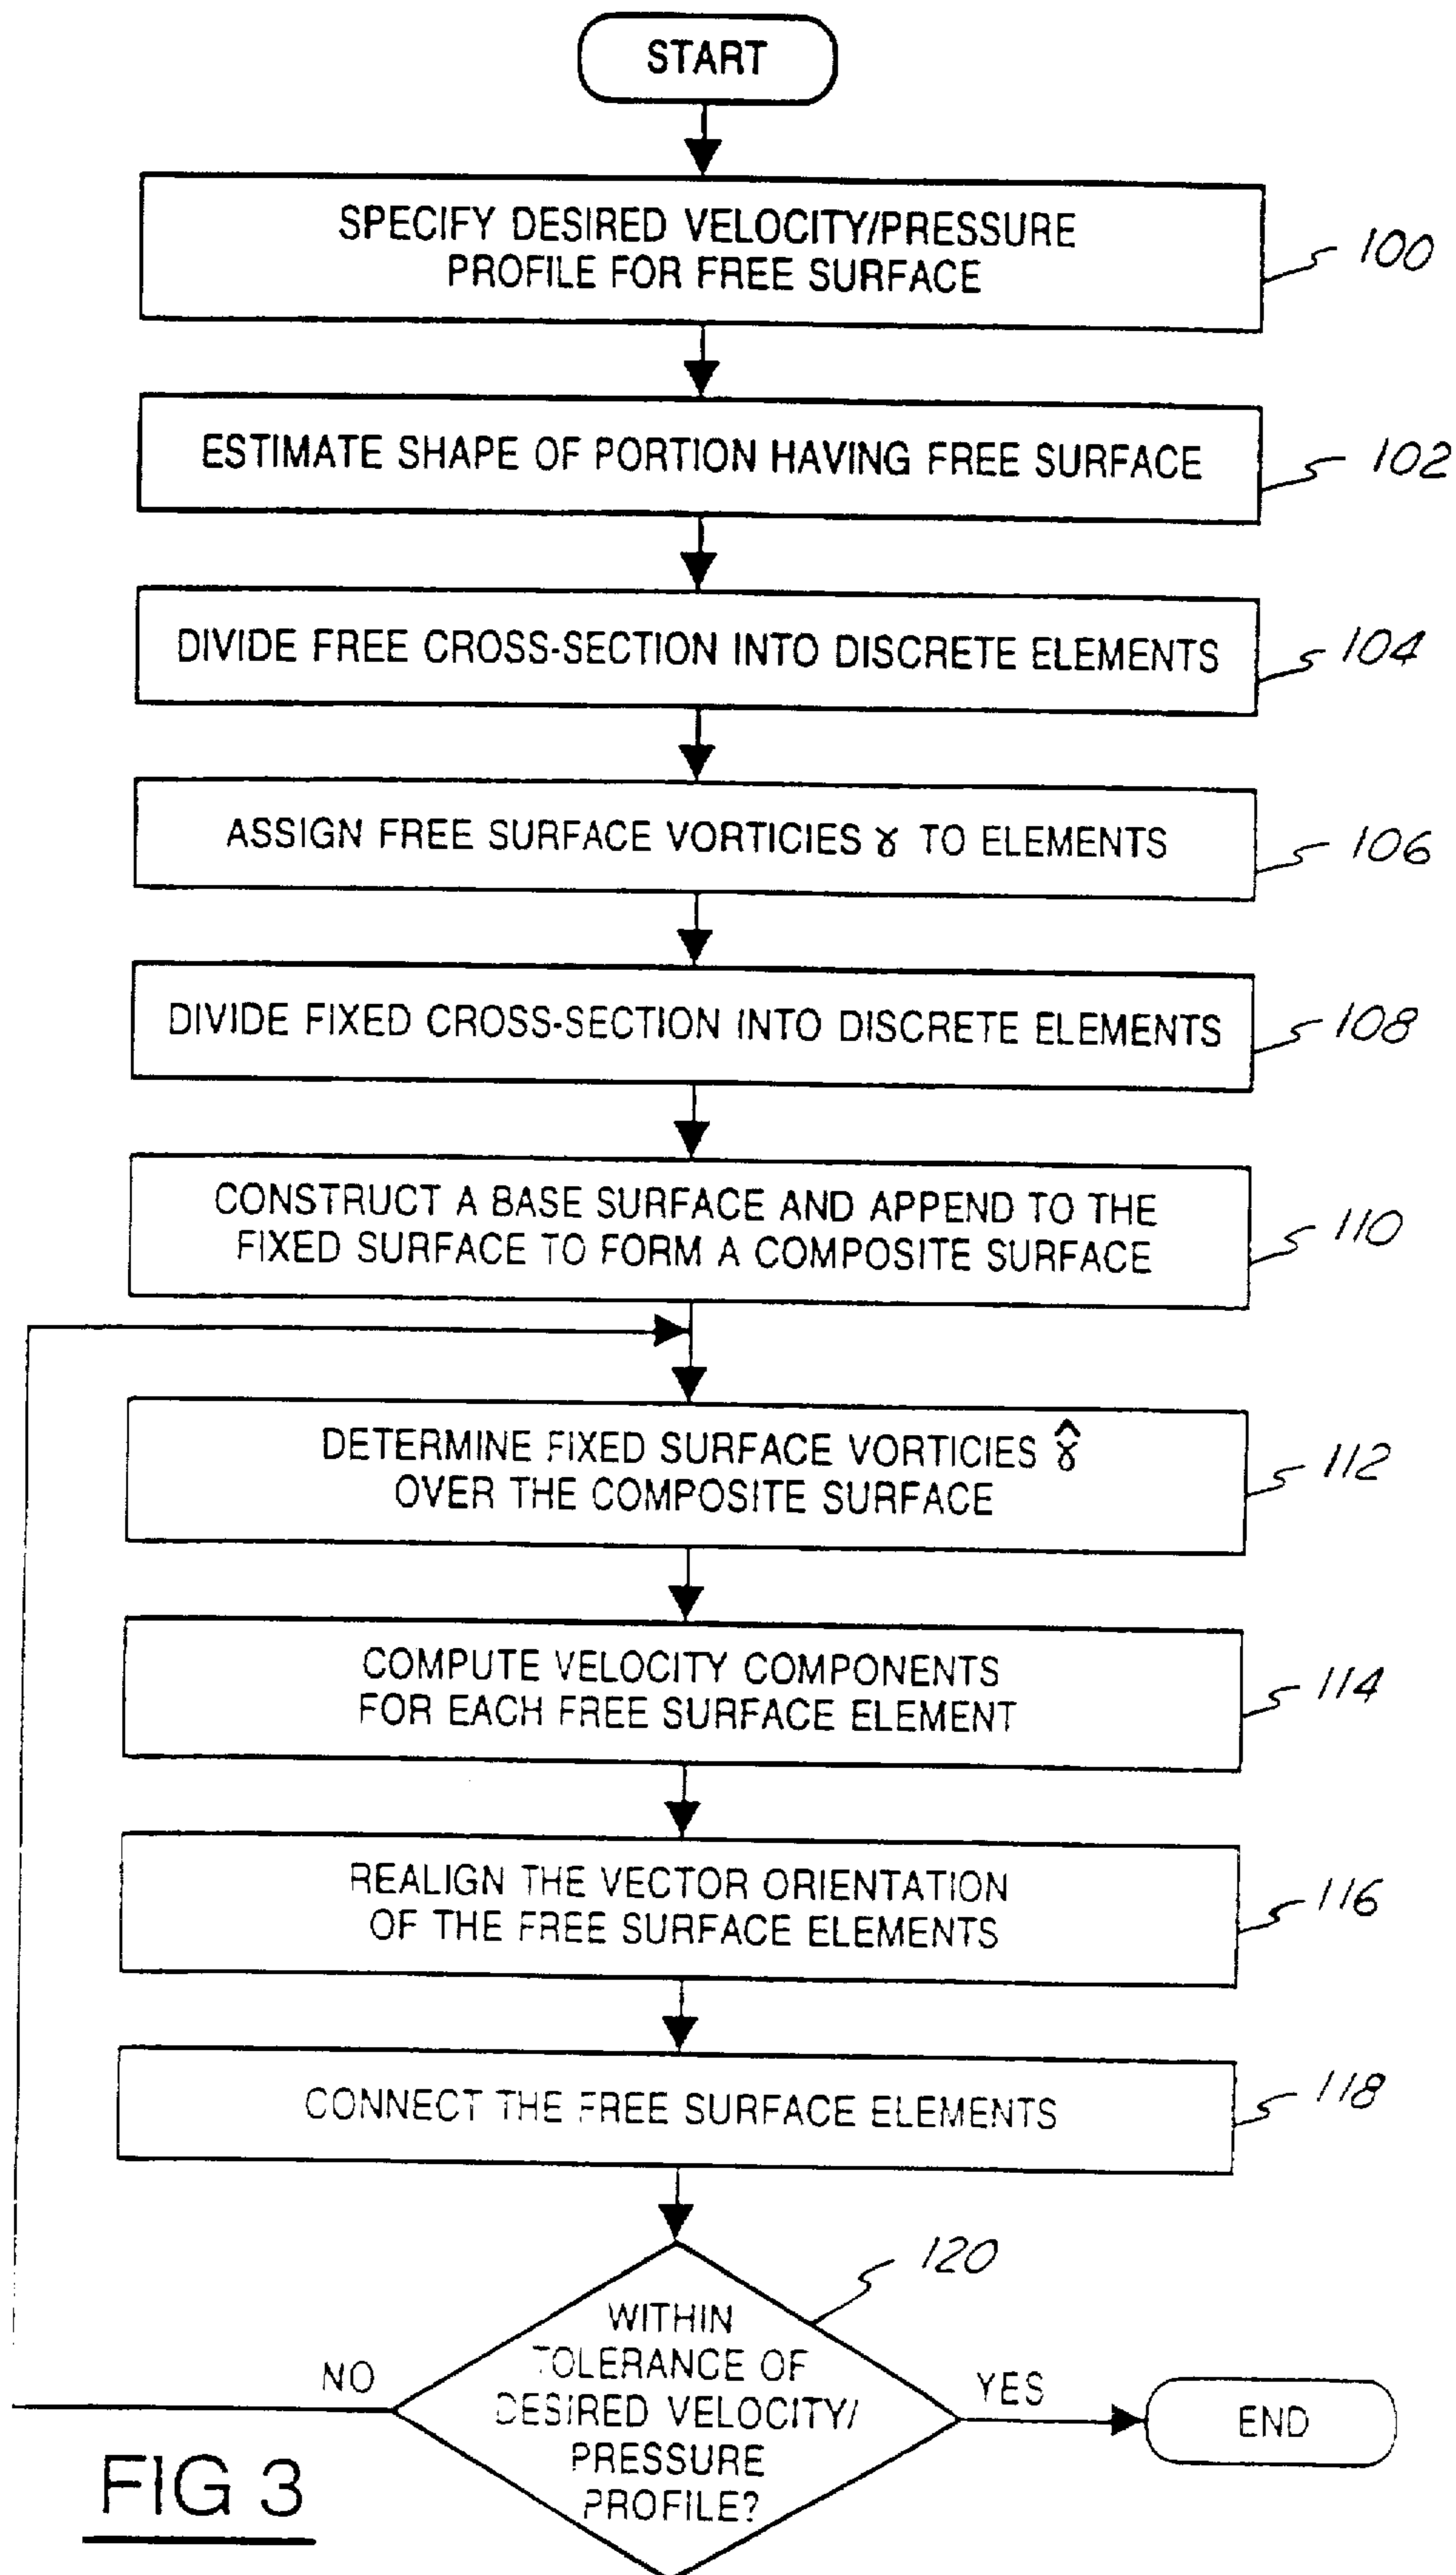 START
SPECIFY DESIRED VELOCITY/PRESSURE
PROFILE FOR FREE SURFACE
100
ESTIMATE SHAPE OF PORTION HAVING FREE SURFACE
102
DIVIDE FREE CROSS-SECTION INTO DISCRETE ELEMENTS
104
ASSIGN FREE SURFACE VORTICIES ɣ TO ELEMENTS
106
DIVIDE FIXED CROSS-SECTION INTO DISCRETE ELEMENTS
108
CONSTRUCT A BASE SURFACE AND APPEND TO THE
FIXED SURFACE TO FORM A COMPOSITE SURFACE
110
DETERMINE FIXED SURFACE VORTICIES ɣ̂
OVER THE COMPOSITE SURFACE
112
COMPUTE VELOCITY COMPONENTS
FOR EACH FREE SURFACE ELEMENT
114
REALIGN THE VECTOR ORIENTATION
OF THE FREE SURFACE ELEMENTS
116
CONNECT THE FREE SURFACE ELEMENTS
118
120
WITHIN
TOLERANCE OF
DESIRED VELOCITY/
PRESSURE
PROFILE?
NO
YES
END
FIG 3